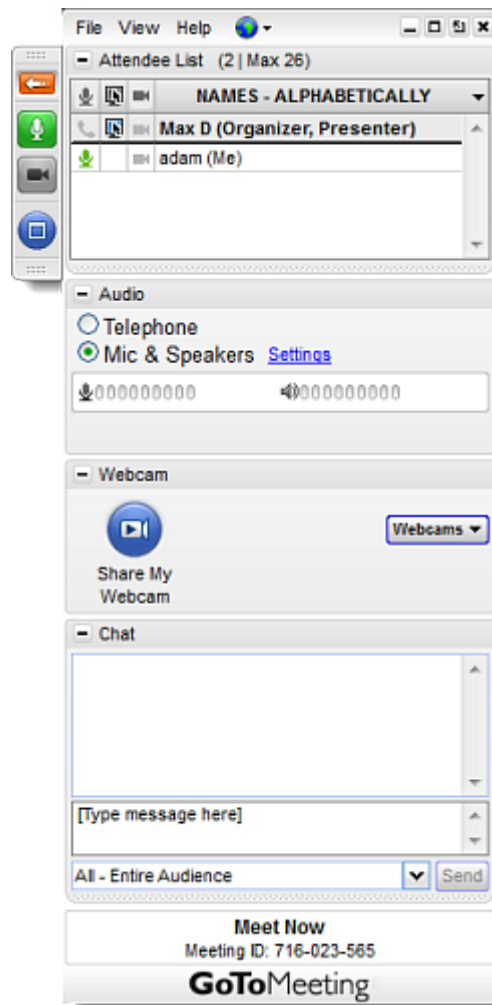 File View Help
Attendee List (2 | Max 26)
NAMES - ALPHABETICALLY
Max D (Organizer, Presenter)
adam (Me)
Audio
Telephone
Mic & Speakers Settings
Webcam
Webcams
Share My
Webcam
Chat
[Type message here]
All - Entire Audience
Send
Meet Now
Meeting ID: 716-023-565
GoToMeeting